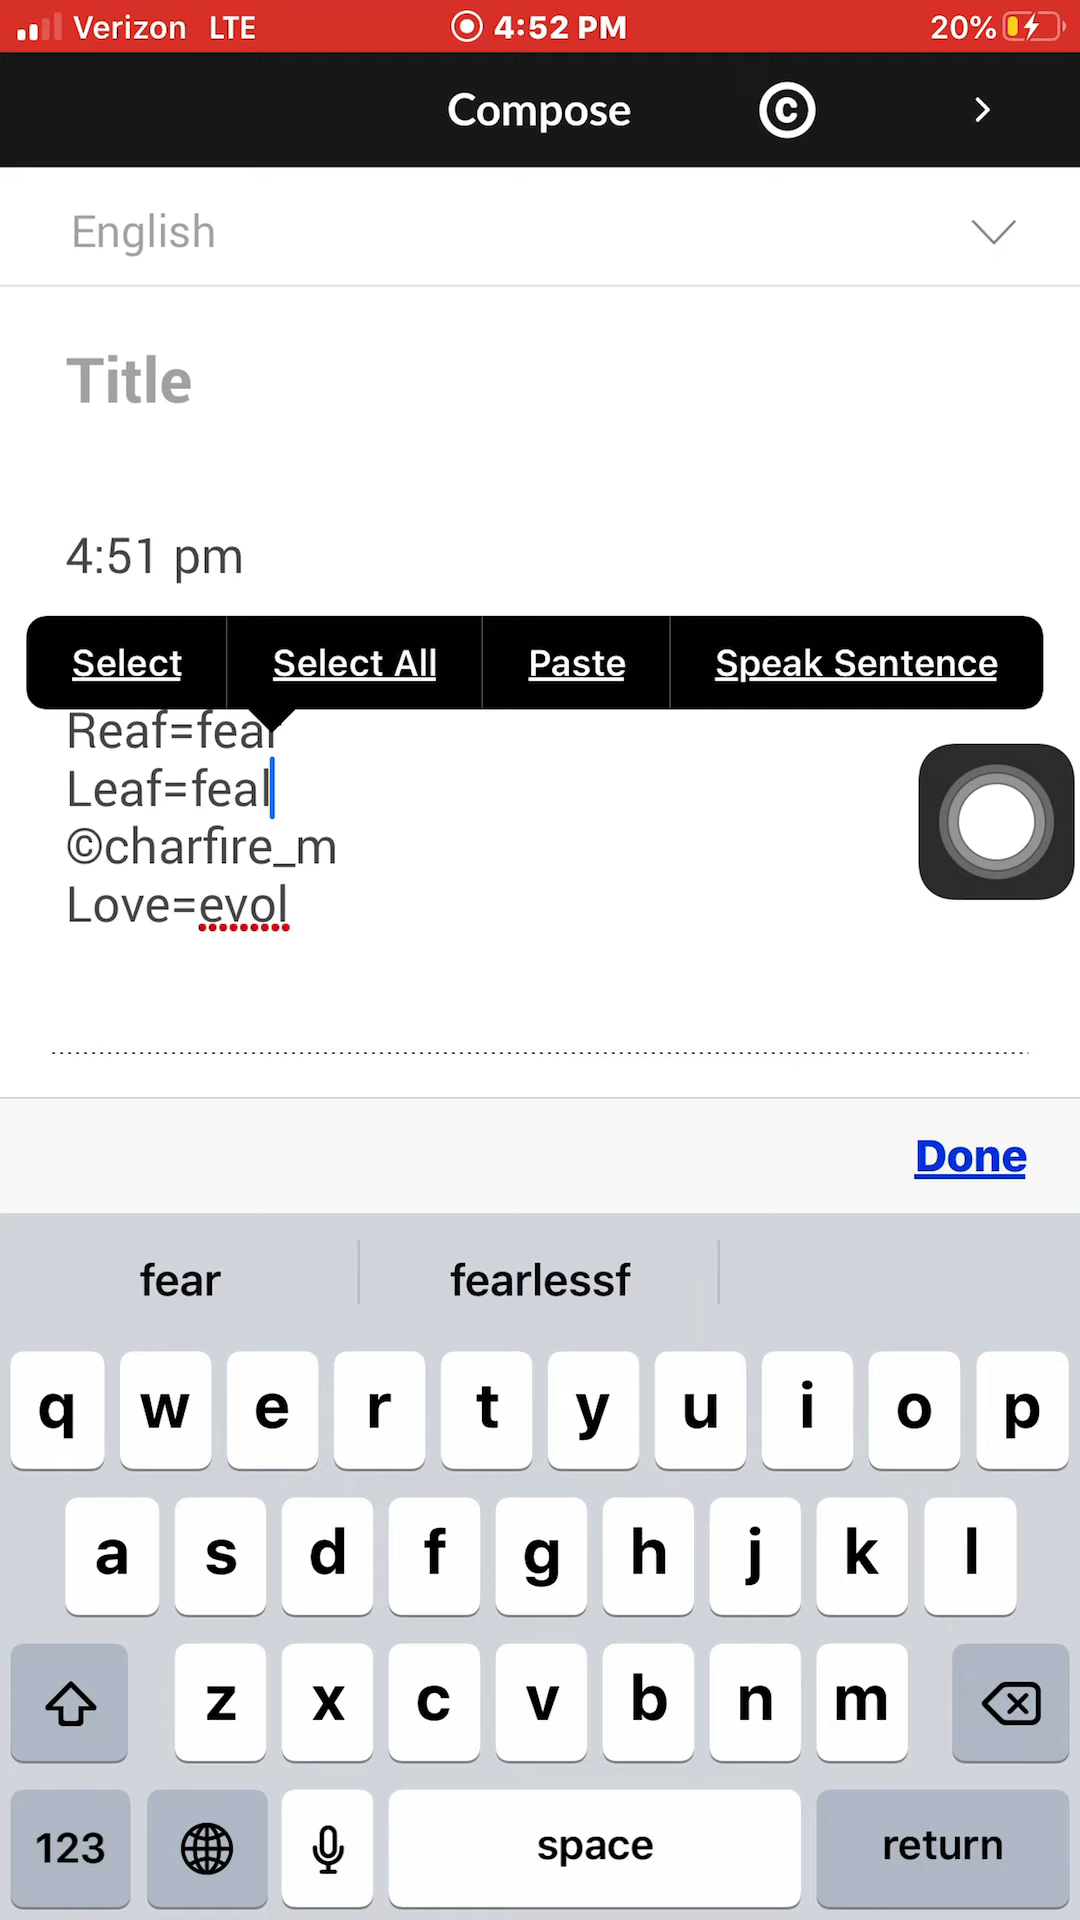 Verizon LTE 4:52 PM 20%
Compose ©
English
Title
4:51 pm
Select Select All Paste Speak Sentence
Reaf=fear
Leaf=feal
©charfire_m
Love=evol
Done
fear fearlessf
q w e r t y u i o p
a s d f g h j k l
z x c v b n m
123 space return